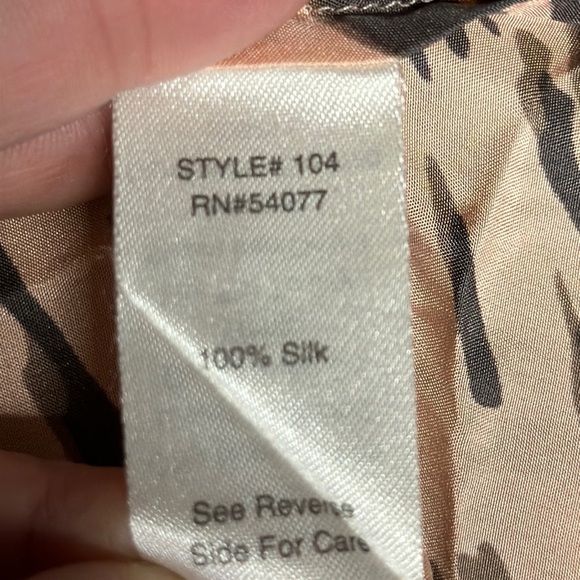 STYLE# 104
RN#54077
100% Silk
See Reverse
Side For Care